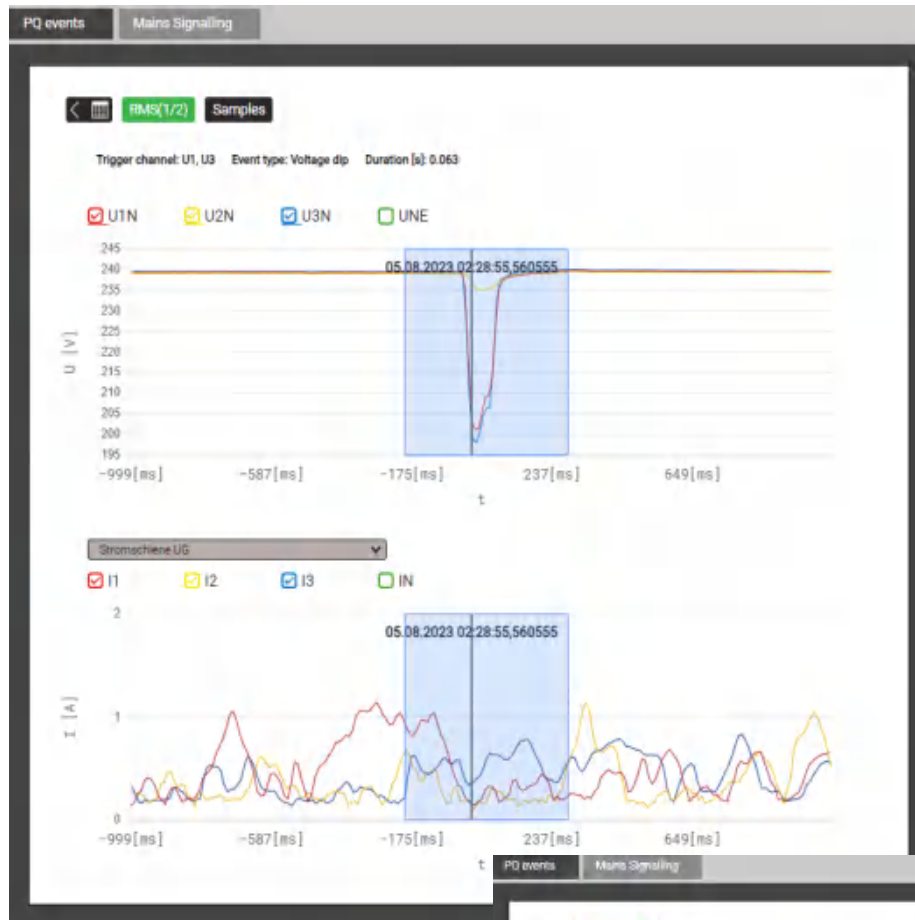 PQ events Mains Signalling
RMS(1/2) Samples
Trigger channel: U1, U3 Event type: Voltage dip Duration [s]: 0.063
U1N U2N U3N UNE
245
240
235
230
225
220
215
210
205
200
195
U [V]
05.08.2023 02:28:55,560555
-999[ms] -587[ms] -175[ms] 237[ms] 649[ms]
t
Stromschiene UG
I1 I2 I3 IN
2
1
0
I [A]
05.08.2023 02:28:55,560555
-999[ms] -587[ms] -175[ms] 237[ms] 649[ms]
t
PQ events Mains Signalling